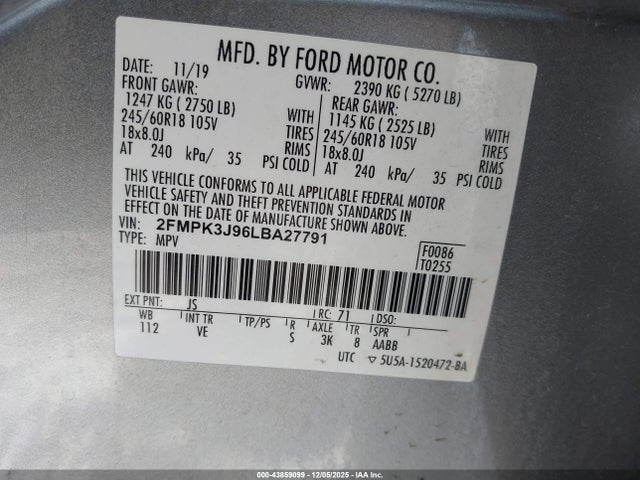 MFD. BY FORD MOTOR CO.
DATE: 11/19 GVWR: 2390 KG ( 5270 LB)
FRONT GAWR: REAR GAWR:
1247 KG ( 2750 LB) WITH 1145 KG ( 2525 LB) WITH
245/60R18 105V TIRES 245/60R18 105V TIRES
18x8.0J RIMS 18x8.0J RIMS
AT 240 kPa/ 35 PSI COLD AT 240 kPa/ 35 PSI COLD
THIS VEHICLE CONFORMS TO ALL APPLICABLE FEDERAL MOTOR
VEHICLE SAFETY AND THEFT PREVENTION STANDARDS IN
EFFECT ON THE DATE OF MANUFACTURE SHOWN ABOVE.
VIN: 2FMPK3J96LBA27791
TYPE: MPV
F0086
T0255
EXT PNT: JS RC: 71 DSO:
WB INT TR TP/PS R AXLE TR SPR
112 VE S 3K 8 AABB
UTC ▽ 5U5A-1520472-BA
000-43859099 | 12/05/2025 | IAA Inc.